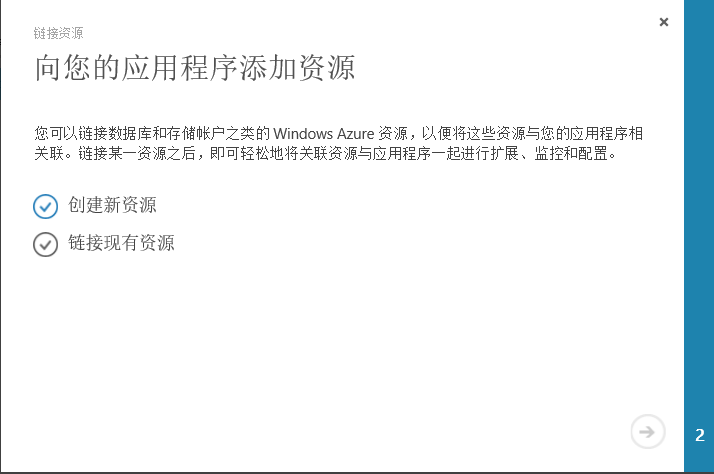 链接资源
向您的应用程序添加资源
您可以链接数据库和存储帐户之类的 Windows Azure 资源，以便将这些资源与您的应用程序相
关联。链接某一资源之后，即可轻松地将关联资源与应用程序一起进行扩展、监控和配置。
创建新资源
链接现有资源
2